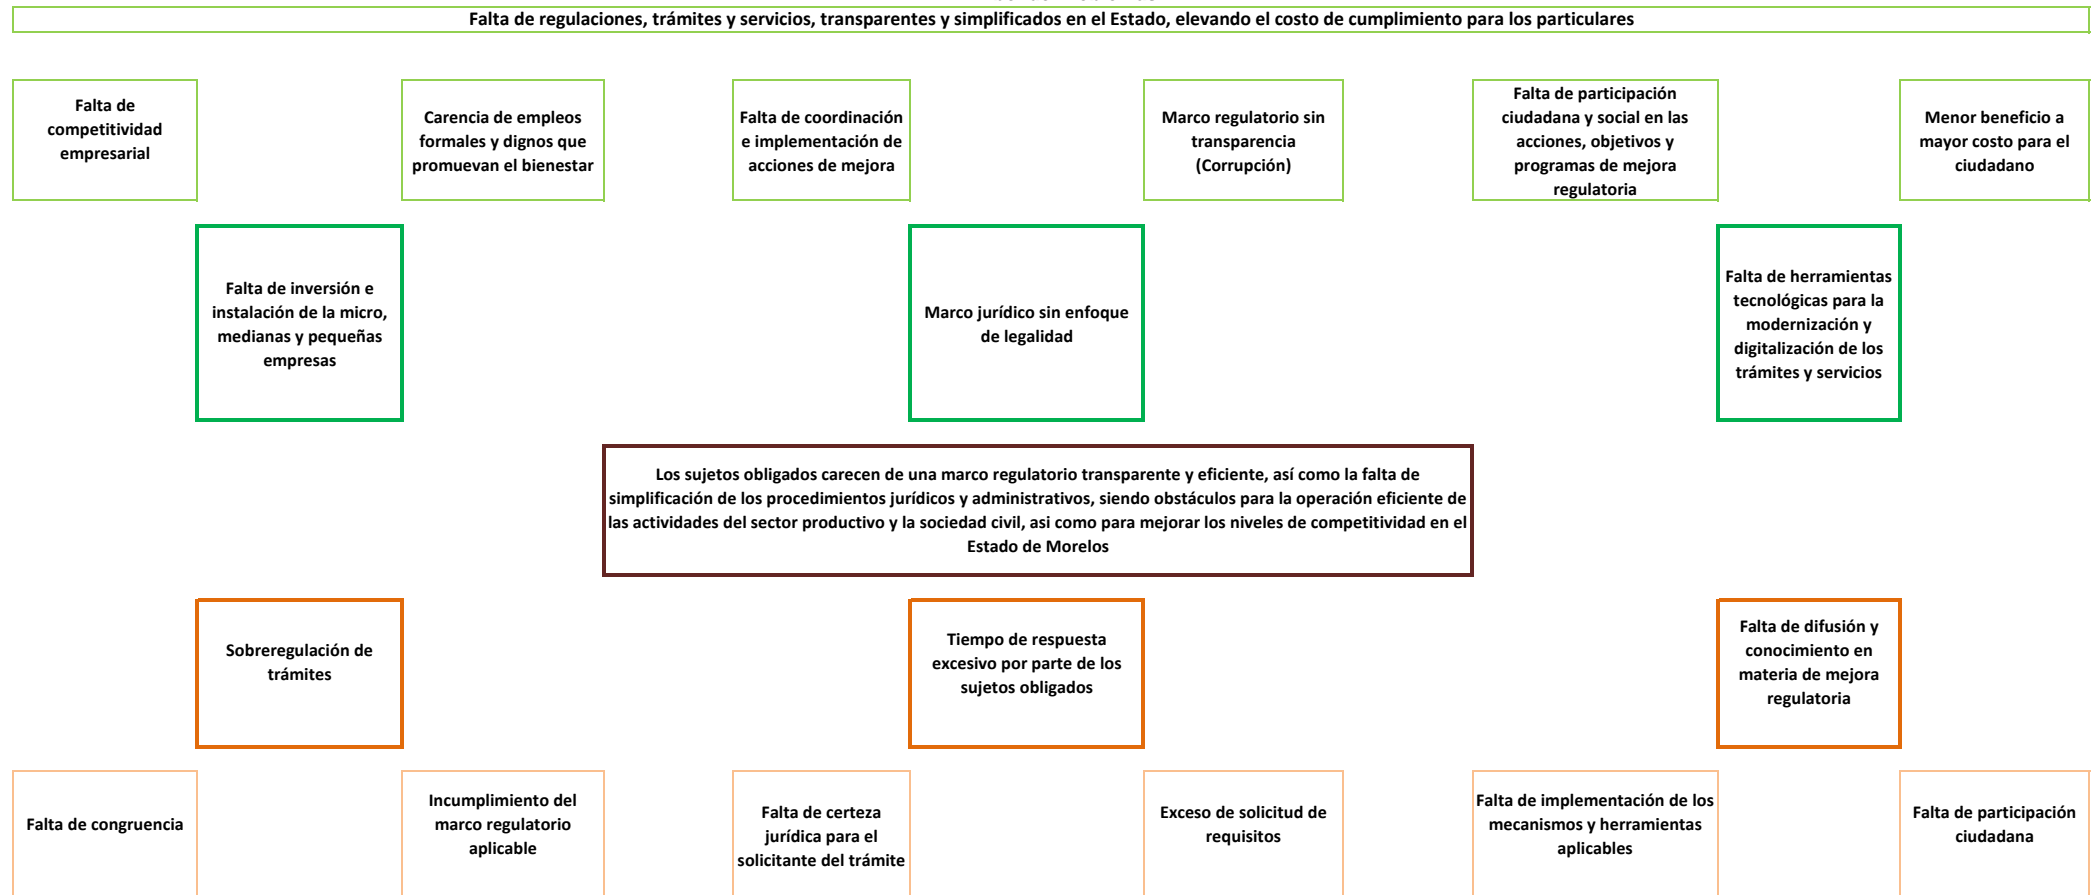 Falta de regulaciones, trámites y servicios, transparentes y simplificados en el Estado, elevando el costo de cumplimiento para los particulares
Falta de
competitividad
empresarial
Carencia de empleos
formales y dignos que
promuevan el bienestar
Falta de coordinación
e implementación de
acciones de mejora
Marco regulatorio sin
transparencia
(Corrupción)
Falta de participación
ciudadana y social en las
acciones, objetivos y
programas de mejora
regulatoria
Menor beneficio a
mayor costo para el
ciudadano
Falta de inversión e
instalación de la micro,
medianas y pequeñas
empresas
Marco jurídico sin enfoque
de legalidad
Falta de herramientas
tecnológicas para la
modernización y
digitalización de los
trámites y servicios
Los sujetos obligados carecen de una marco regulatorio transparente y eficiente, así como la falta de
simplificación de los procedimientos jurídicos y administrativos, siendo obstáculos para la operación eficiente de
las actividades del sector productivo y la sociedad civil, asi como para mejorar los niveles de competitividad en el
Estado de Morelos
Sobreregulación de
trámites
Tiempo de respuesta
excesivo por parte de los
sujetos obligados
Falta de difusión y
conocimiento en
materia de mejora
regulatoria
Falta de congruencia
Incumplimiento del
marco regulatorio
aplicable
Falta de certeza
jurídica para el
solicitante del trámite
Exceso de solicitud de
requisitos
Falta de implementación de los
mecanismos y herramientas
aplicables
Falta de participación
ciudadana